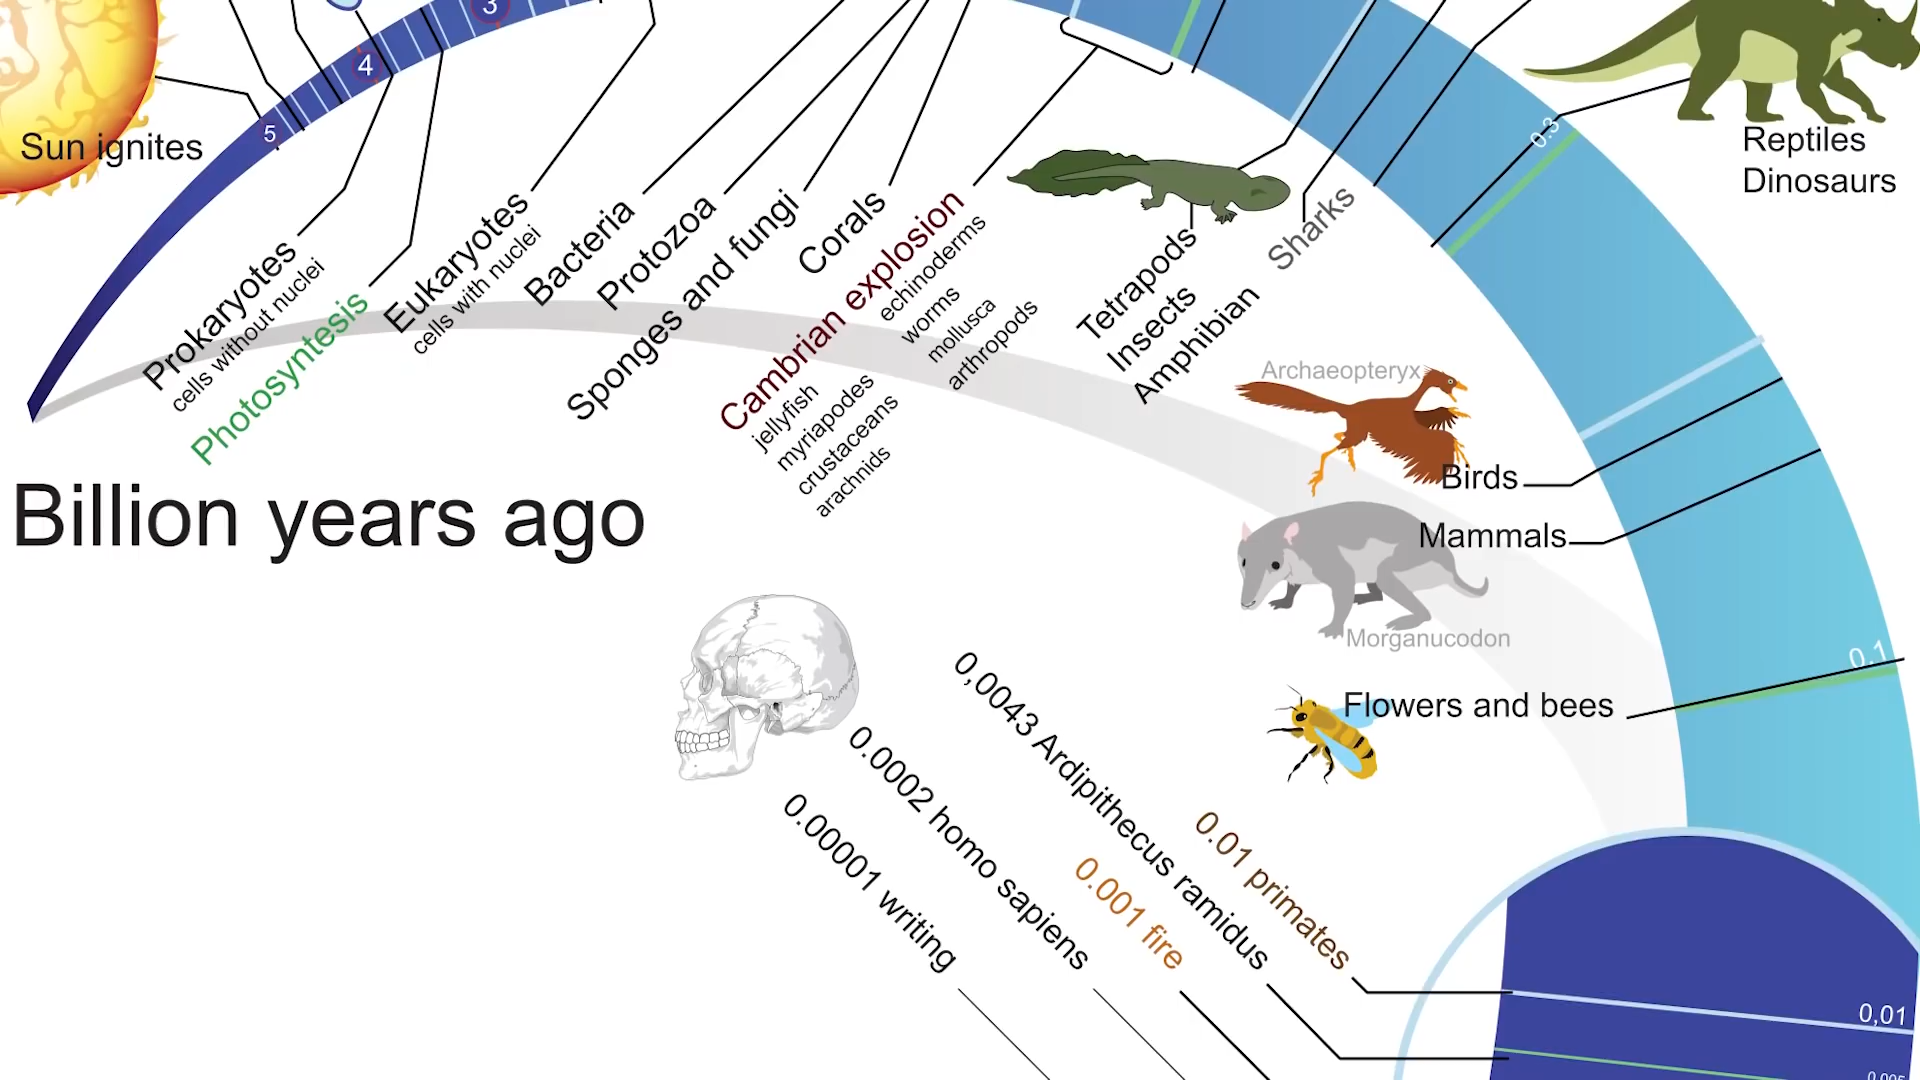 3
4
5
Sun ignites
0.3
Reptiles
Dinosaurs
Prokaryotes
cells without nuclei
Photosyntesis
Eukaryotes
cells with nuclei
Bacteria
Protozoa
Sponges and fungi
Corals
Cambrian explosion
echinoderms
worms
mollusca
arthropods
jellyfish
myriapodes
crustaceans
arachnids
Tetrapods
Insects
Amphibian
Sharks
Archaeopteryx
Birds
Mammals
Morganucodon
Billion years ago
0.1
Flowers and bees
0,0043 Ardipithecus ramidus
0.0002 homo sapiens
0.00001 writing
0.01 primates
0.001 fire
0,01
0.005